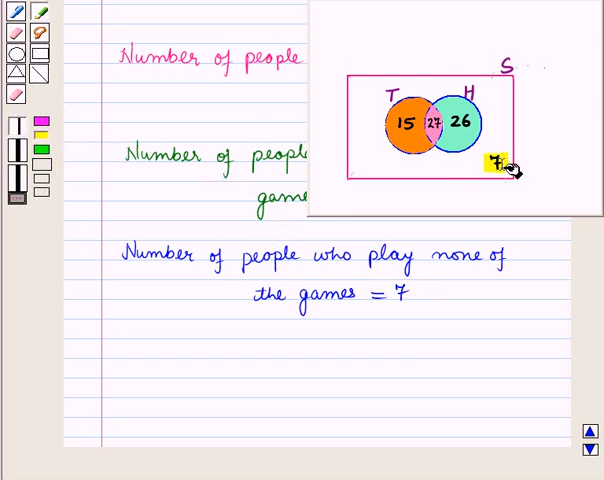 Number of people
S
T H
15 27 26
7
Number of people
game
Number of people who play none of
the games = 7